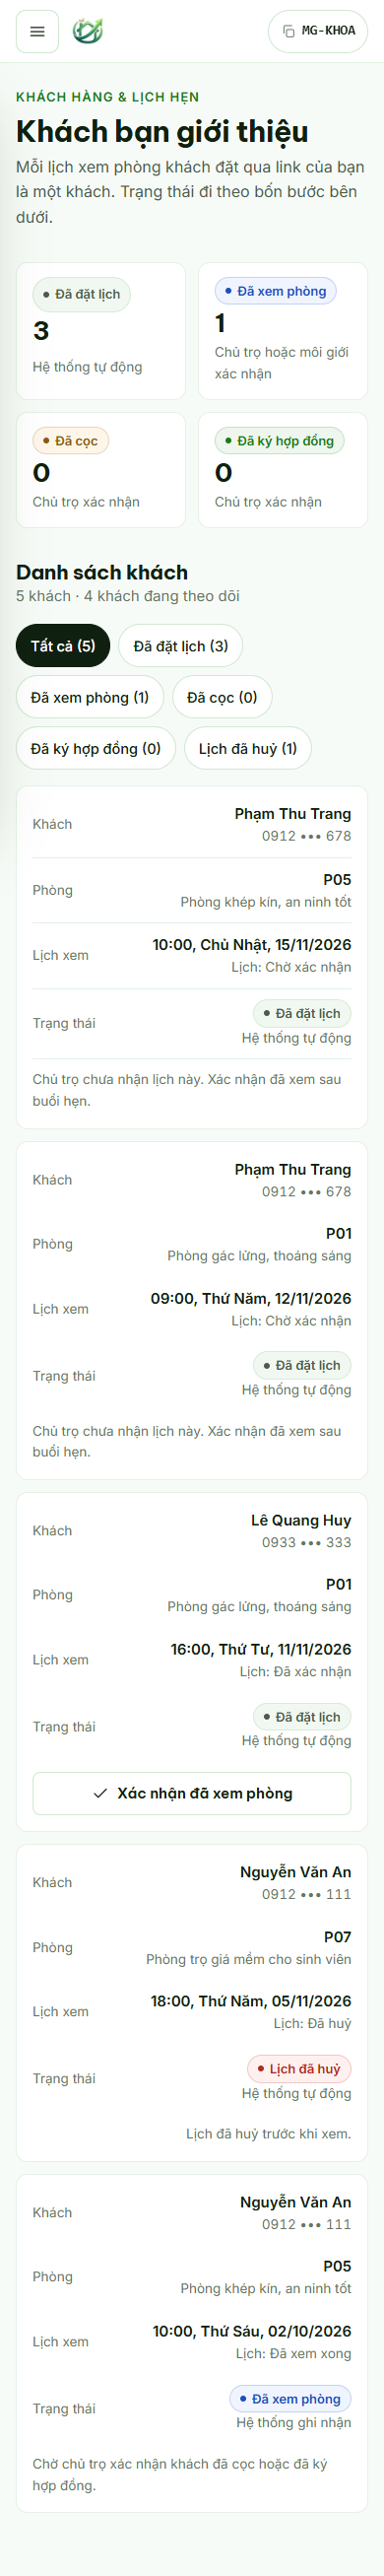 MG-KHOA
KHÁCH HÀNG & LỊCH HẸN
Khách bạn giới thiệu
Mỗi lịch xem phòng khách đặt qua link của bạn
là một khách. Trạng thái đi theo bốn bước bên
dưới.
Đã đặt lịch
3
Hệ thống tự động
Đã xem phòng
1
Chủ trọ hoặc môi giới
xác nhận
Đã cọc
0
Chủ trọ xác nhận
Đã ký hợp đồng
0
Chủ trọ xác nhận
Danh sách khách
5 khách · 4 khách đang theo dõi
Tất cả (5)
Đã đặt lịch (3)
Đã xem phòng (1)
Đã cọc (0)
Đã ký hợp đồng (0)
Lịch đã huỷ (1)
Khách
Phạm Thu Trang
0912 ••• 678
Phòng
P05
Phòng khép kín, an ninh tốt
Lịch xem
10:00, Chủ Nhật, 15/11/2026
Lịch: Chờ xác nhận
Trạng thái
Đã đặt lịch
Hệ thống tự động
Chủ trọ chưa nhận lịch này. Xác nhận đã xem sau
buổi hẹn.
Khách
Phạm Thu Trang
0912 ••• 678
Phòng
P01
Phòng gác lửng, thoáng sáng
Lịch xem
09:00, Thứ Năm, 12/11/2026
Lịch: Chờ xác nhận
Trạng thái
Đã đặt lịch
Hệ thống tự động
Chủ trọ chưa nhận lịch này. Xác nhận đã xem sau
buổi hẹn.
Khách
Lê Quang Huy
0933 ••• 333
Phòng
P01
Phòng gác lửng, thoáng sáng
Lịch xem
16:00, Thứ Tư, 11/11/2026
Lịch: Đã xác nhận
Trạng thái
Đã đặt lịch
Hệ thống tự động
Xác nhận đã xem phòng
Khách
Nguyễn Văn An
0912 ••• 111
Phòng
P07
Phòng trọ giá mềm cho sinh viên
Lịch xem
18:00, Thứ Năm, 05/11/2026
Lịch: Đã huỷ
Trạng thái
Lịch đã huỷ
Hệ thống tự động
Lịch đã huỷ trước khi xem.
Khách
Nguyễn Văn An
0912 ••• 111
Phòng
P05
Phòng khép kín, an ninh tốt
Lịch xem
10:00, Thứ Sáu, 02/10/2026
Lịch: Đã xem xong
Trạng thái
Đã xem phòng
Hệ thống ghi nhận
Chờ chủ trọ xác nhận khách đã cọc hoặc đã ký
hợp đồng.